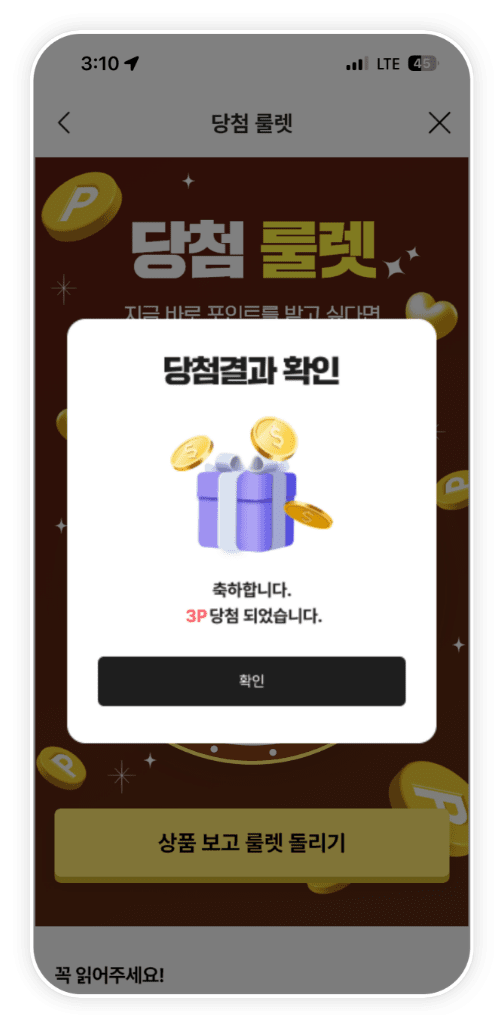 3:10
LTE
45
당첨 룰렛
당첨 룰렛
지금 바로 포인트를 받고 싶다면
당첨결과 확인
축하합니다.
3P 당첨 되었습니다.
확인
상품 보고 룰렛 돌리기
꼭 읽어주세요!